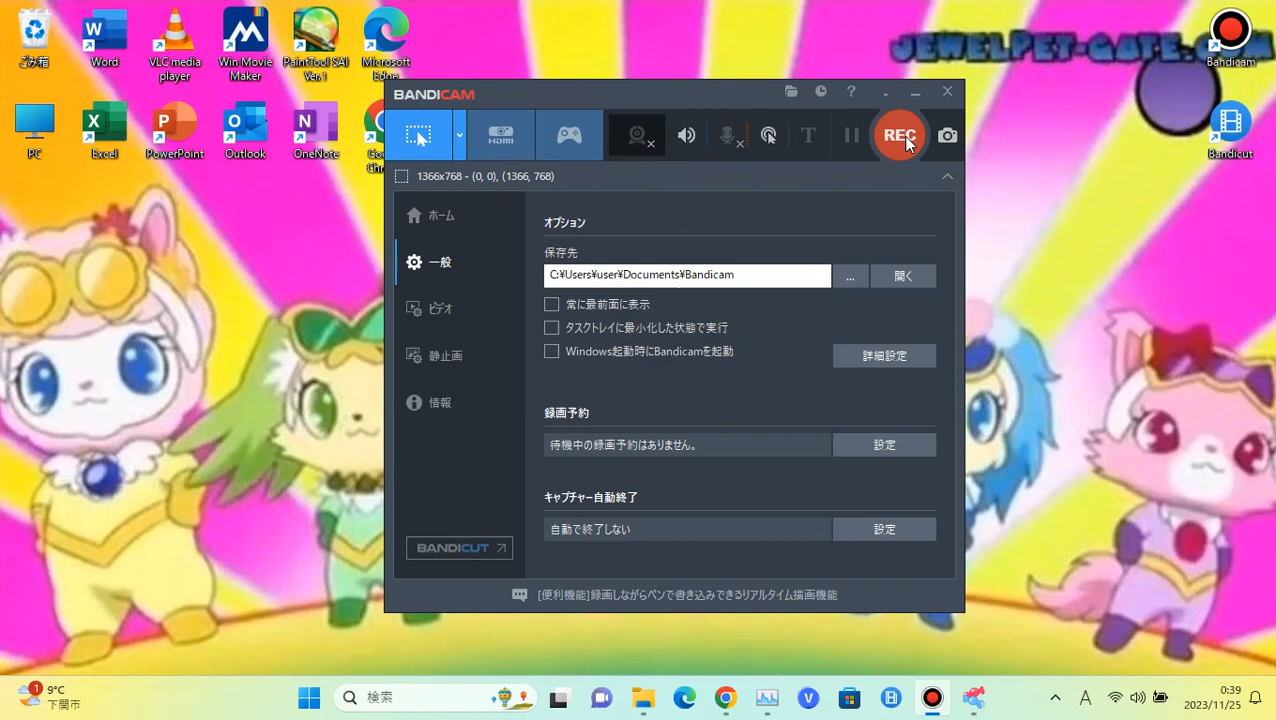 ごみ箱
Word
VLC media
player
Win Movie
Maker
PaintTool SAI
Ver.1
Microsoft
Edge
PC
Excel
PowerPoint
Outlook
OneNote
JEWELPET-GATE.COM
Bandicam
Bandicut
BANDICAM
HDMI
REC
1366x768 - (0, 0), (1366, 768)
ホーム
一般
ビデオ
静止画
情報
BANDICUT
オプション
保存先
C:¥Users¥user¥Documents¥Bandicam
...
開く
常に最前面に表示
タスクトレイに最小化した状態で実行
Windows起動時にBandicamを起動
詳細設定
録画予約
待機中の録画予約はありません。
設定
キャプチャー自動終了
自動で終了しない
設定
[便利機能]録画しながらペンで書き込みできるリアルタイム描画機能
1
9°C
下関市
検索
A
0:39
2023/11/25